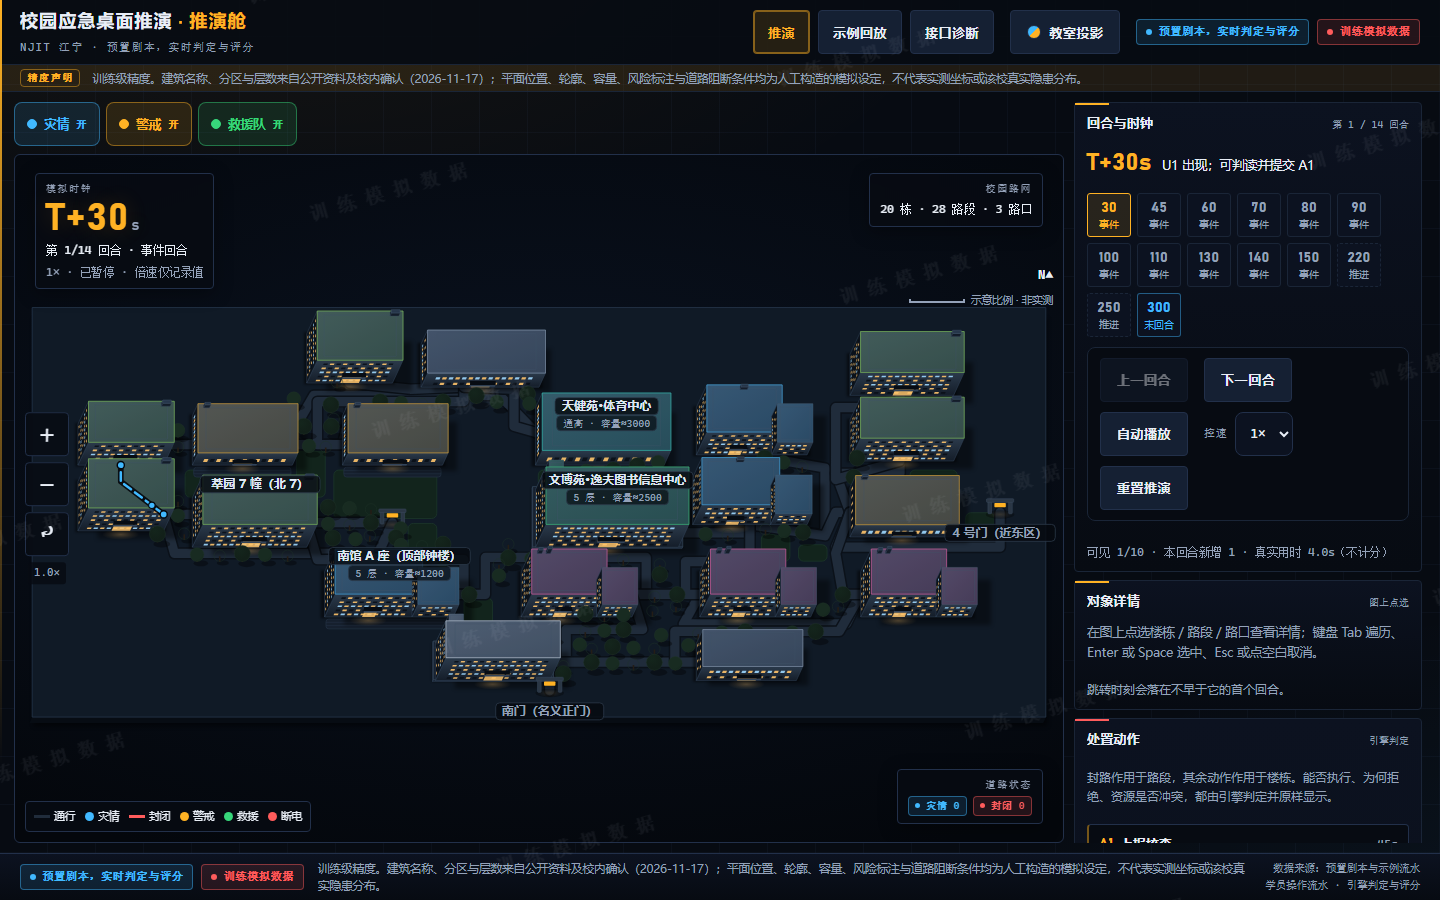 校园应急桌面推演 · 推演舱
NJIT 江宁 · 预置剧本，实时判定与评分
推演
示例回放
接口诊断
教室投影
预置剧本，实时判定与评分
训练模拟数据
精度声明
训练级精度。建筑名称、分区与层数来自公开资料及校内确认（2026-11-17）；平面位置、轮廓、容量、风险标注与道路阻断条件均为人工构造的模拟设定，不代表实测坐标或该校真实隐患分布。
灾情 开
警戒 开
救援队 开
模拟时钟
T+30s
第 1/14 回合 · 事件回合
1× · 已暂停 · 倍速仅记录值
校园路网
20 栋 · 28 路段 · 3 路口
N▲
示意比例 · 非实测
天健苑·体育中心
通高 · 容量≈3000
文博苑·逸夫图书信息中心
5 层 · 容量≈2500
萃园 7 幢（北 7）
南馆 A 座（顶部钟楼）
5 层 · 容量≈1200
4 号门（近东区）
南门（名义正门）
+
−
1.0×
道路状态
灾情 0
封闭 0
通行
灾情
封闭
警戒
救援
断电
回合与时钟
第 1 / 14 回合
T+30s U1 出现；可判读并提交 A1
30 事件
45 事件
60 事件
70 事件
80 事件
90 事件
100 事件
110 事件
130 事件
140 事件
150 事件
220 推进
250 推进
300 末回合
上一回合
下一回合
自动播放
控速
1×
重置推演
可见 1/10 · 本回合新增 1 · 真实用时 4.0s（不计分）
对象详情
图上点选
在图上点选楼栋 / 路段 / 路口查看详情；键盘 Tab 遍历、
Enter 或 Space 选中、Esc 或点空白取消。
跳转时刻会落在不早于它的首个回合。
处置动作
引擎判定
封路作用于路段，其余动作作用于楼栋。能否执行、为何拒
绝、资源是否冲突，都由引擎判定并原样显示。
预置剧本，实时判定与评分
训练模拟数据
训练级精度。建筑名称、分区与层数来自公开资料及校内确认（2026-11-17）；平面位置、轮廓、容量、风险标注与道路阻断条件均为人工构造的模拟设定，不代表实测坐标或该校真
实隐患分布。
数据来源：预置剧本与示例流水
学员操作流水 · 引擎判定与评分